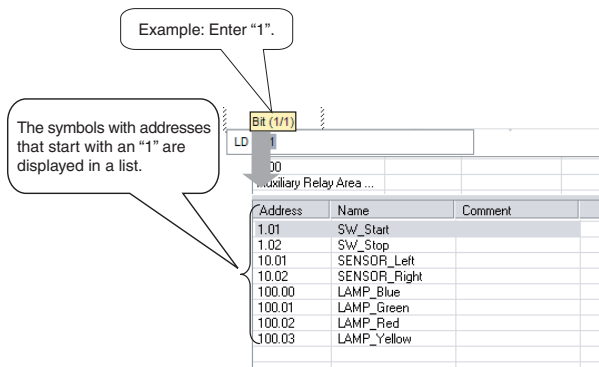 Example: Enter “1”.
The symbols with addresses
that start with an “1” are
displayed in a list.
Bit (1/1)
LD 1
Relay Area ...
Address Name Comment
1.01 SW_Start
1.02 SW_Stop
10.01 SENSOR_Left
10.02 SENSOR_Right
100.00 LAMP_Blue
100.01 LAMP_Green
100.02 LAMP_Red
100.03 LAMP_Yellow